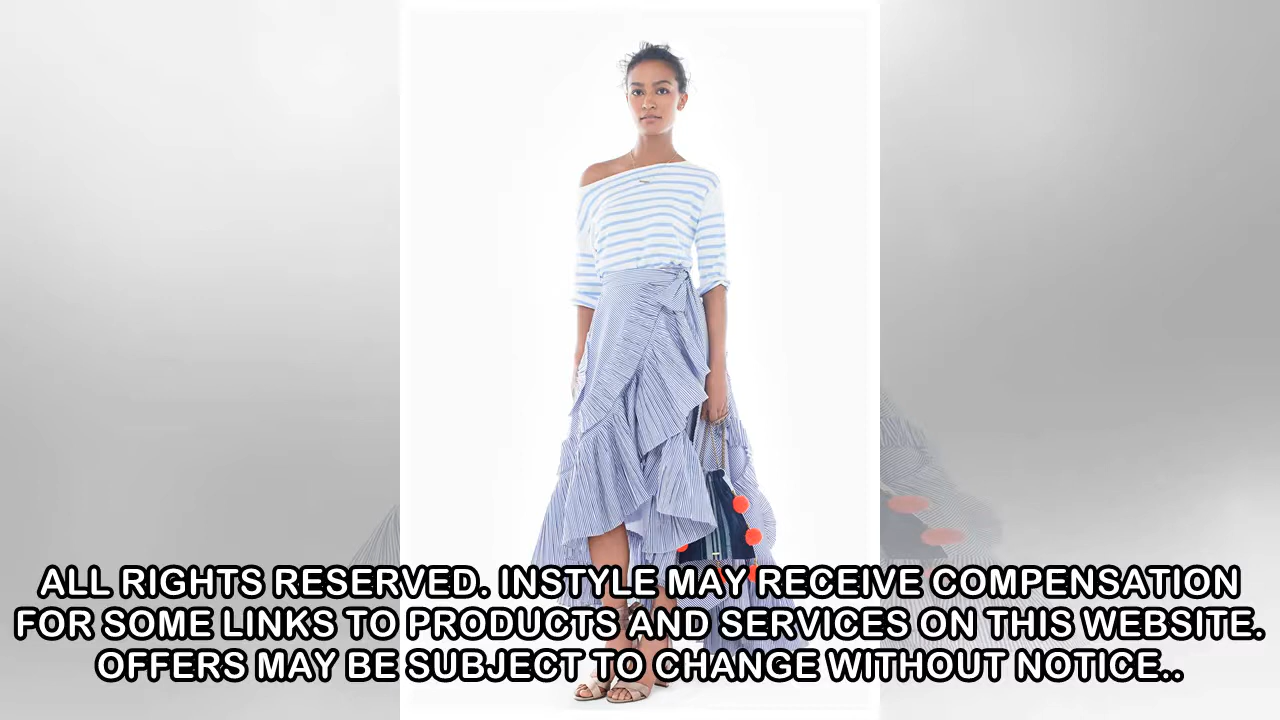 ALL RIGHTS RESERVED. INSTYLE MAY RECEIVE COMPENSATION
FOR SOME LINKS TO PRODUCTS AND SERVICES ON THIS WEBSITE.
OFFERS MAY BE SUBJECT TO CHANGE WITHOUT NOTICE..